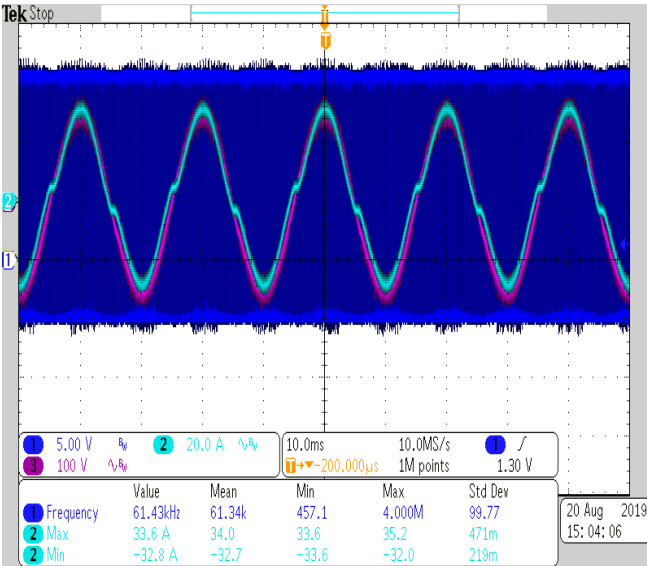 Tek Stop
T
T
2
1
1 5.00 V BW 2 20.0 A ∿BW 10.0ms 10.0MS/s 1 ∫
3 100 V ∿BW T→▼-200.000µs 1M points 1.30 V
Value Mean Min Max Std Dev
1 Frequency 61.43kHz 61.34k 457.1 4.000M 99.77
2 Max 33.6 A 34.0 33.6 35.2 471m
2 Min -32.8 A -32.7 -33.6 -32.0 219m
20 Aug 2019
15:04:06